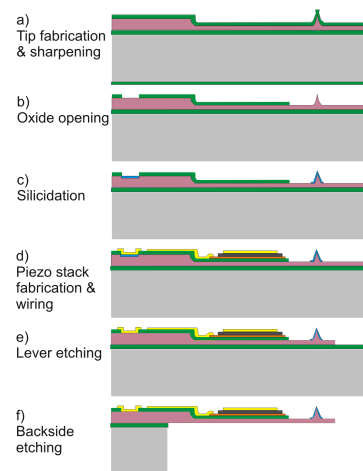 a)
Tip fabrication
& sharpening
b)
Oxide opening
c)
Silicidation
d)
Piezo stack
fabrication &
wiring
e)
Lever etching
f)
Backside
etching